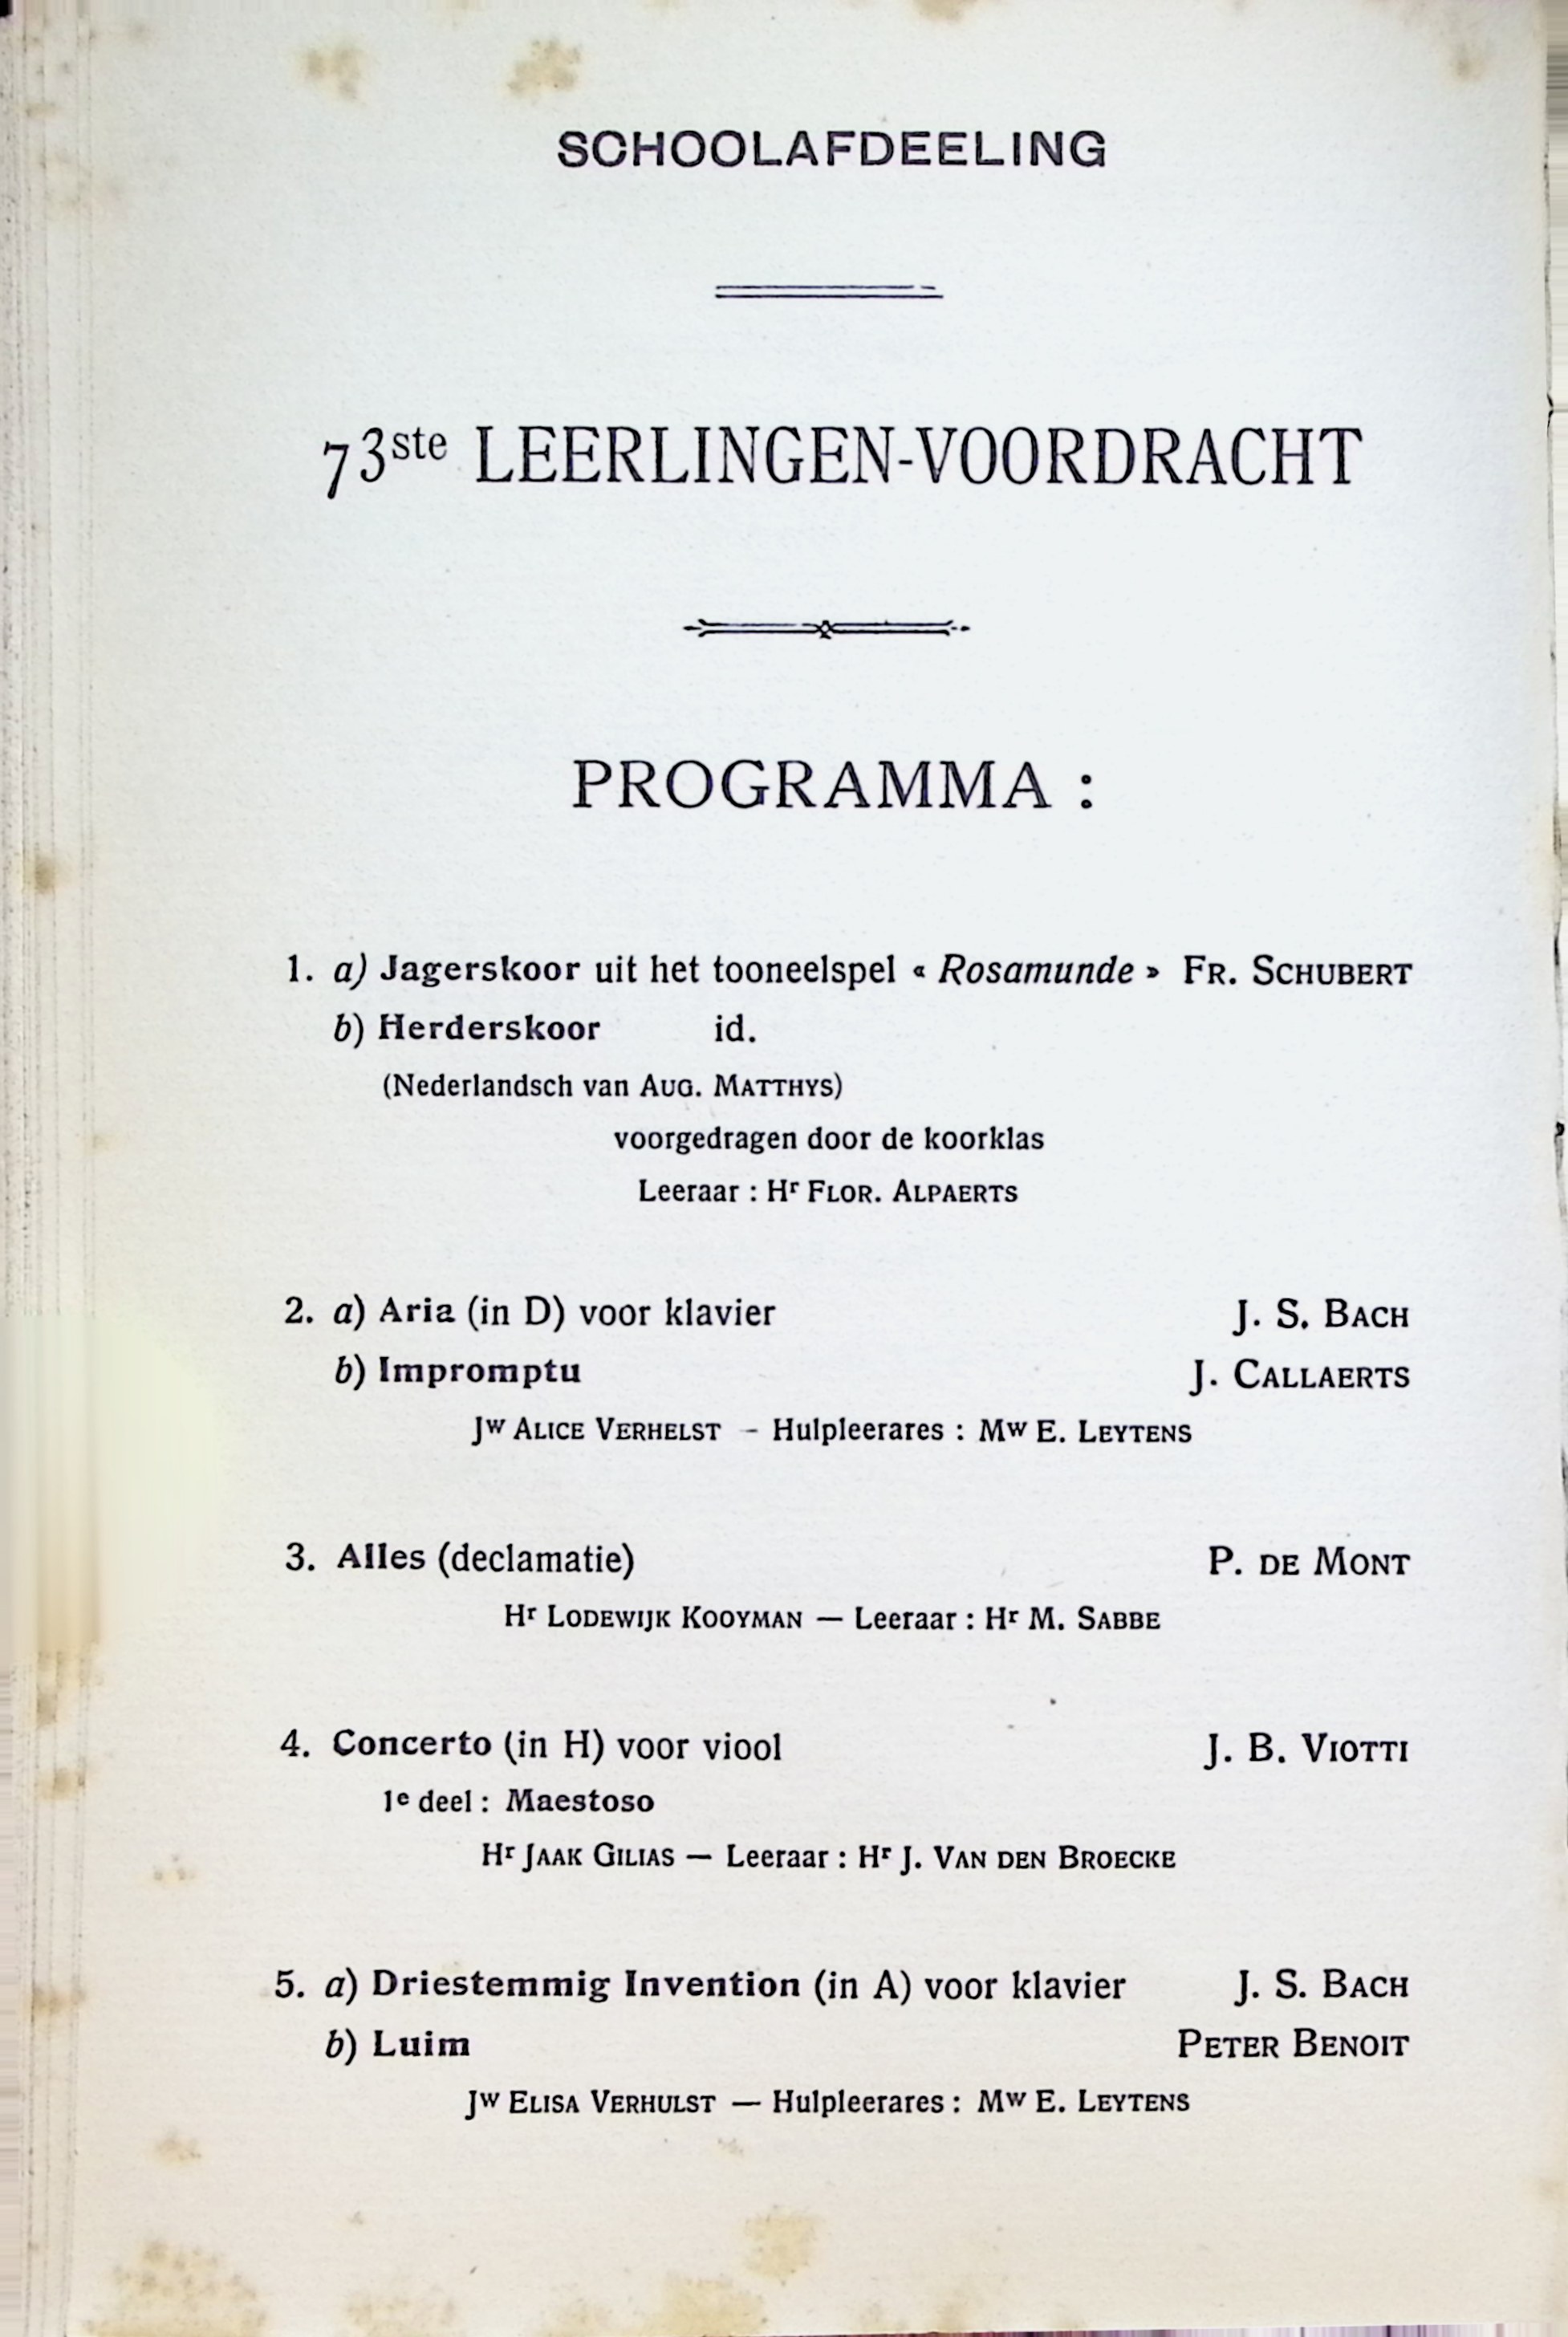 SCHOOLAFDEELING
73ste LEERLINGEN-VOORDRACHT
PROGRAMMA :
1. a) Jagerskoor uit het tooneelspel « Rosamunde » FR. SCHUBERT
b) Herderskoor id.
(Nederlandsch van AUG. MATTHYS)
voorgedragen door de koorklas
Leeraar : Hr FLOR. ALPAERTS
2. a) Aria (in D) voor klavier J. S. BACH
b) Impromptu J. CALLAERTS
Jw ALICE VERHELST – Hulpleerares : Mw E. LEYTENS
3. Alles (declamatie) P. DE MONT
Hr LODEWIJK KOOYMAN — Leeraar : Hr M. SABBE
4. Concerto (in H) voor viool J. B. VIOTTI
1e deel : Maestoso
Hr JAAK GILIAS — Leeraar : Hr J. VAN DEN BROECKE
5. a) Driestemmig Invention (in A) voor klavier J. S. BACH
b) Luim PETER BENOIT
Jw ELISA VERHULST — Hulpleerares : Mw E. LEYTENS